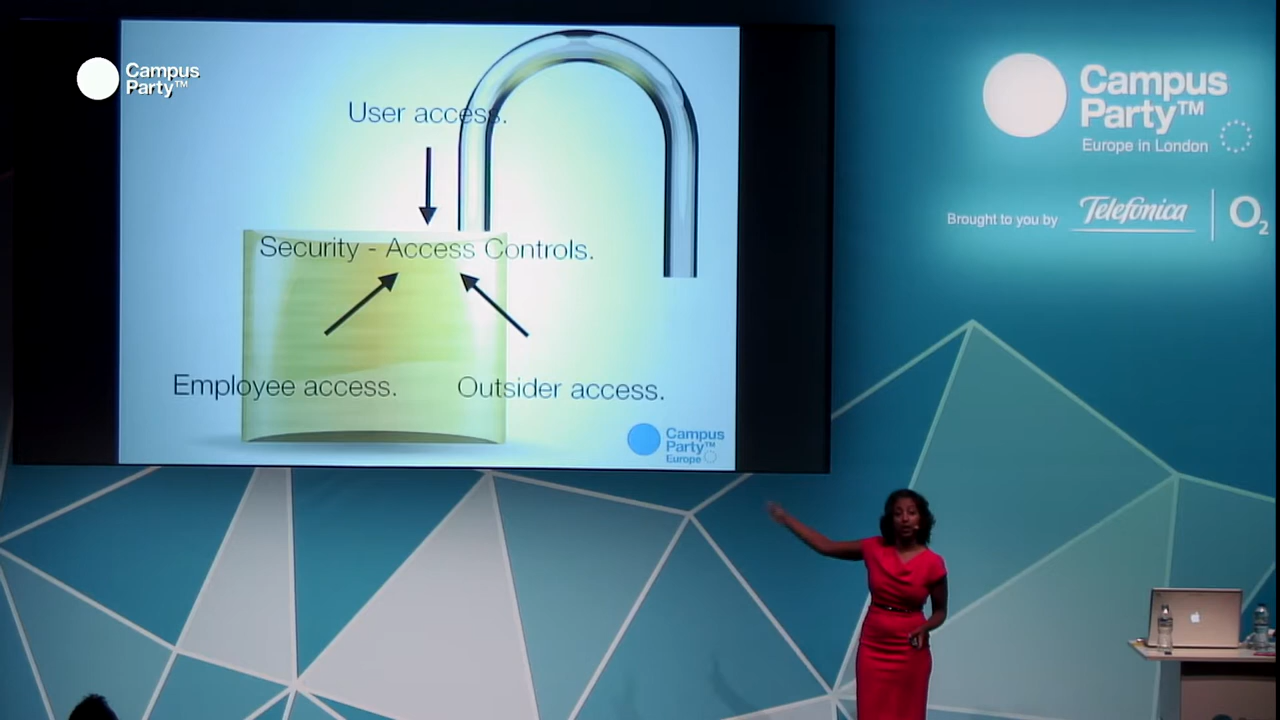 Campus
Party™
User access.
Security - Access Controls.
Employee access.
Outsider access.
Campus
Party™
Europe
Campus
Party™
Europe in London
Brought to you by
Telefónica
O2